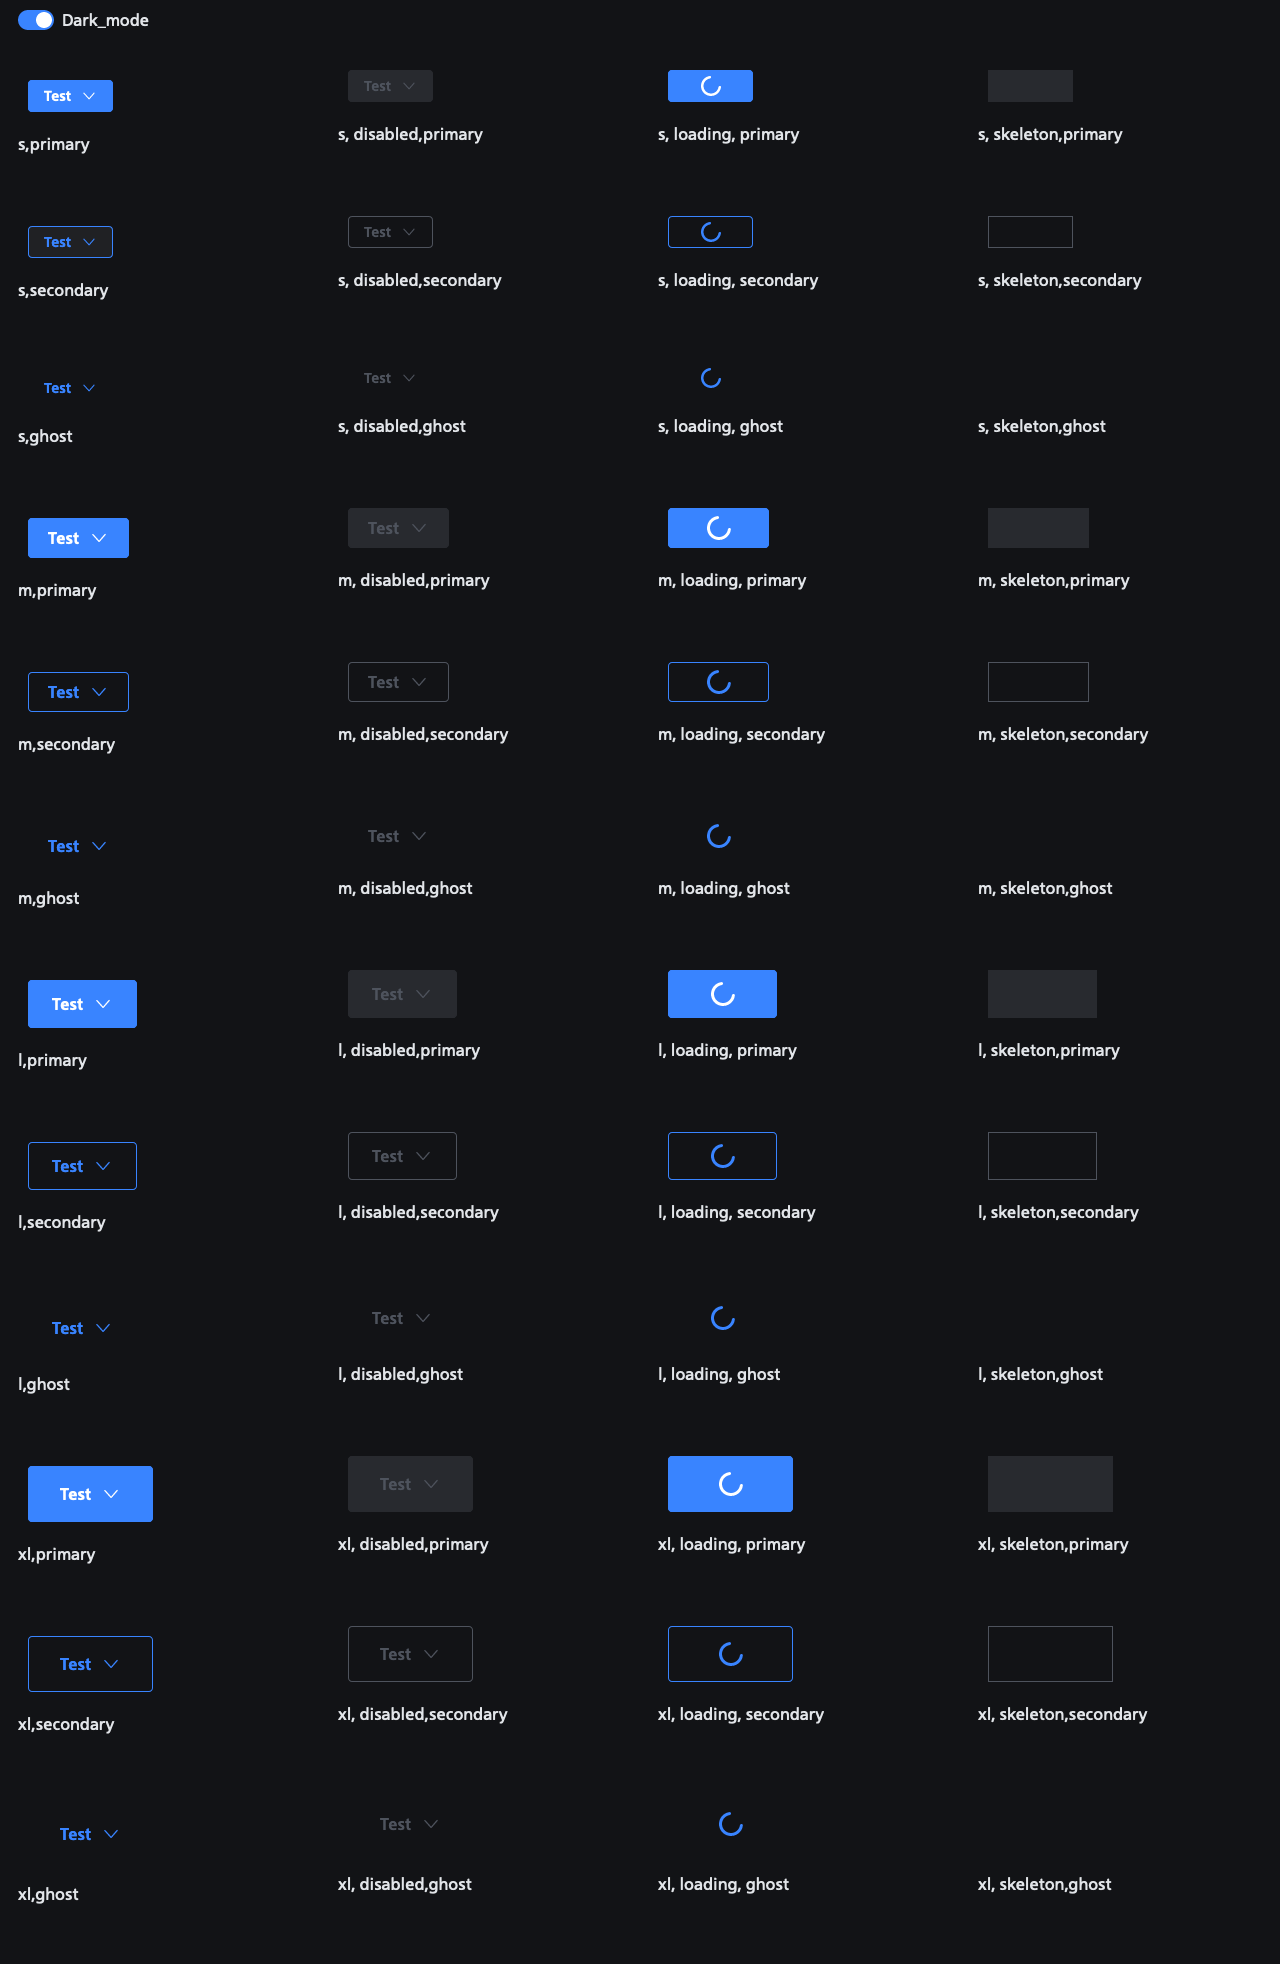 Dark_mode
Test
Test
s,primary
s, disabled,primary
s, loading, primary
s, skeleton,primary
Test
Test
s,secondary
s, disabled,secondary
s, loading, secondary
s, skeleton,secondary
Test
Test
s,ghost
s, disabled,ghost
s, loading, ghost
s, skeleton,ghost
Test
Test
m,primary
m, disabled,primary
m, loading, primary
m, skeleton,primary
Test
Test
m,secondary
m, disabled,secondary
m, loading, secondary
m, skeleton,secondary
Test
Test
m,ghost
m, disabled,ghost
m, loading, ghost
m, skeleton,ghost
Test
Test
l,primary
l, disabled,primary
l, loading, primary
l, skeleton,primary
Test
Test
l,secondary
l, disabled,secondary
l, loading, secondary
l, skeleton,secondary
Test
Test
l,ghost
l, disabled,ghost
l, loading, ghost
l, skeleton,ghost
Test
Test
xl,primary
xl, disabled,primary
xl, loading, primary
xl, skeleton,primary
Test
Test
xl,secondary
xl, disabled,secondary
xl, loading, secondary
xl, skeleton,secondary
Test
Test
xl,ghost
xl, disabled,ghost
xl, loading, ghost
xl, skeleton,ghost